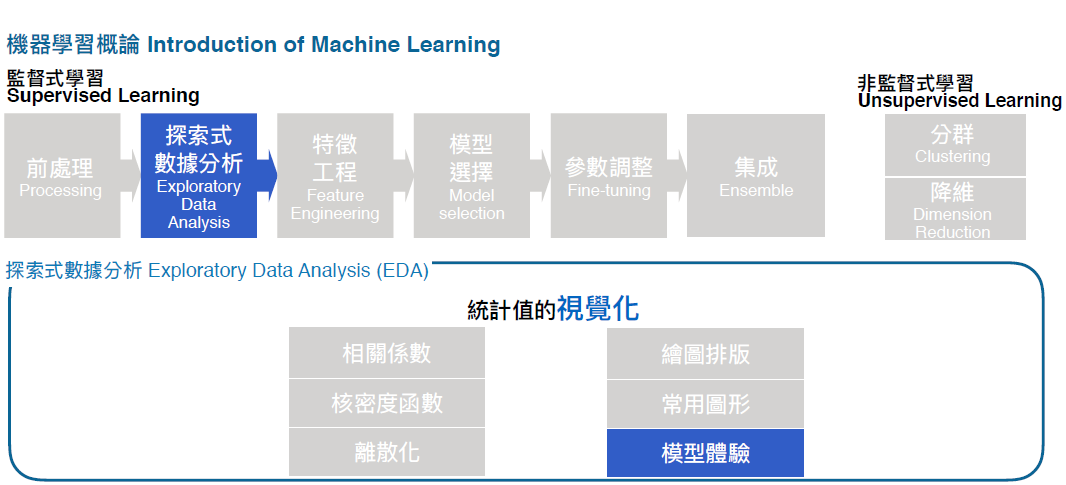 機器學習概論 Introduction of Machine Learning
監督式學習
Supervised Learning
非監督式學習
Unsupervised Learning
前處理
Processing
探索式
數據分析
Exploratory
Data
Analysis
特徵
工程
Feature
Engineering
模型
選擇
Model
selection
參數調整
Fine-tuning
集成
Ensemble
分群
Clustering
降維
Dimension
Reduction
探索式數據分析 Exploratory Data Analysis (EDA)
統計值的視覺化
相關係數
核密度函數
離散化
繪圖排版
常用圖形
模型體驗